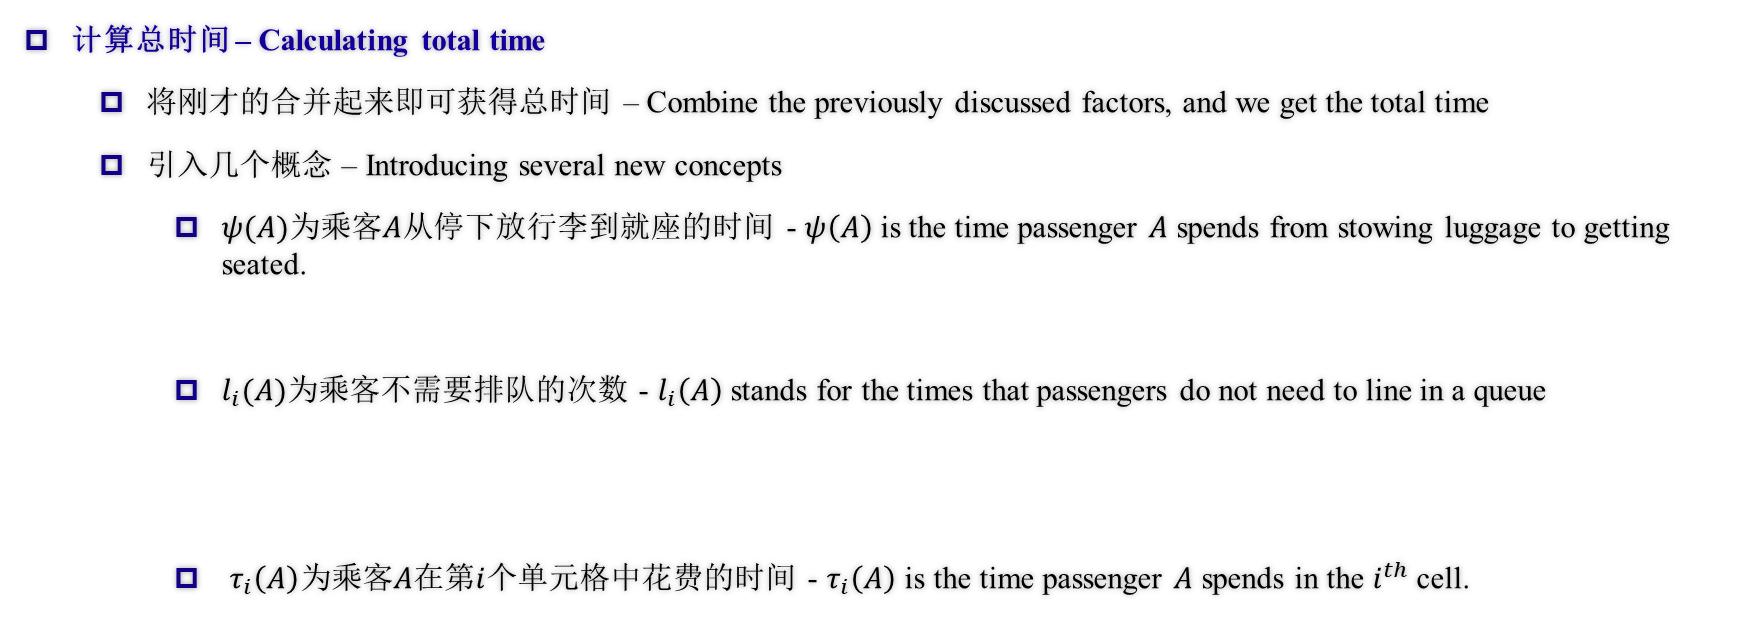 计算总时间 – Calculating total time
将刚才的合并起来即可获得总时间 – Combine the previously discussed factors, and we get the total time
引入几个概念 – Introducing several new concepts
ψ(A)为乘客A从停下放行李到就座的时间 - ψ(A) is the time passenger A spends from stowing luggage to getting
seated.
lᵢ(A)为乘客不需要排队的次数 - lᵢ(A) stands for the times that passengers do not need to line in a queue
τᵢ(A)为乘客A在第i个单元格中花费的时间 - τᵢ(A) is the time passenger A spends in the iᵗʰ cell.